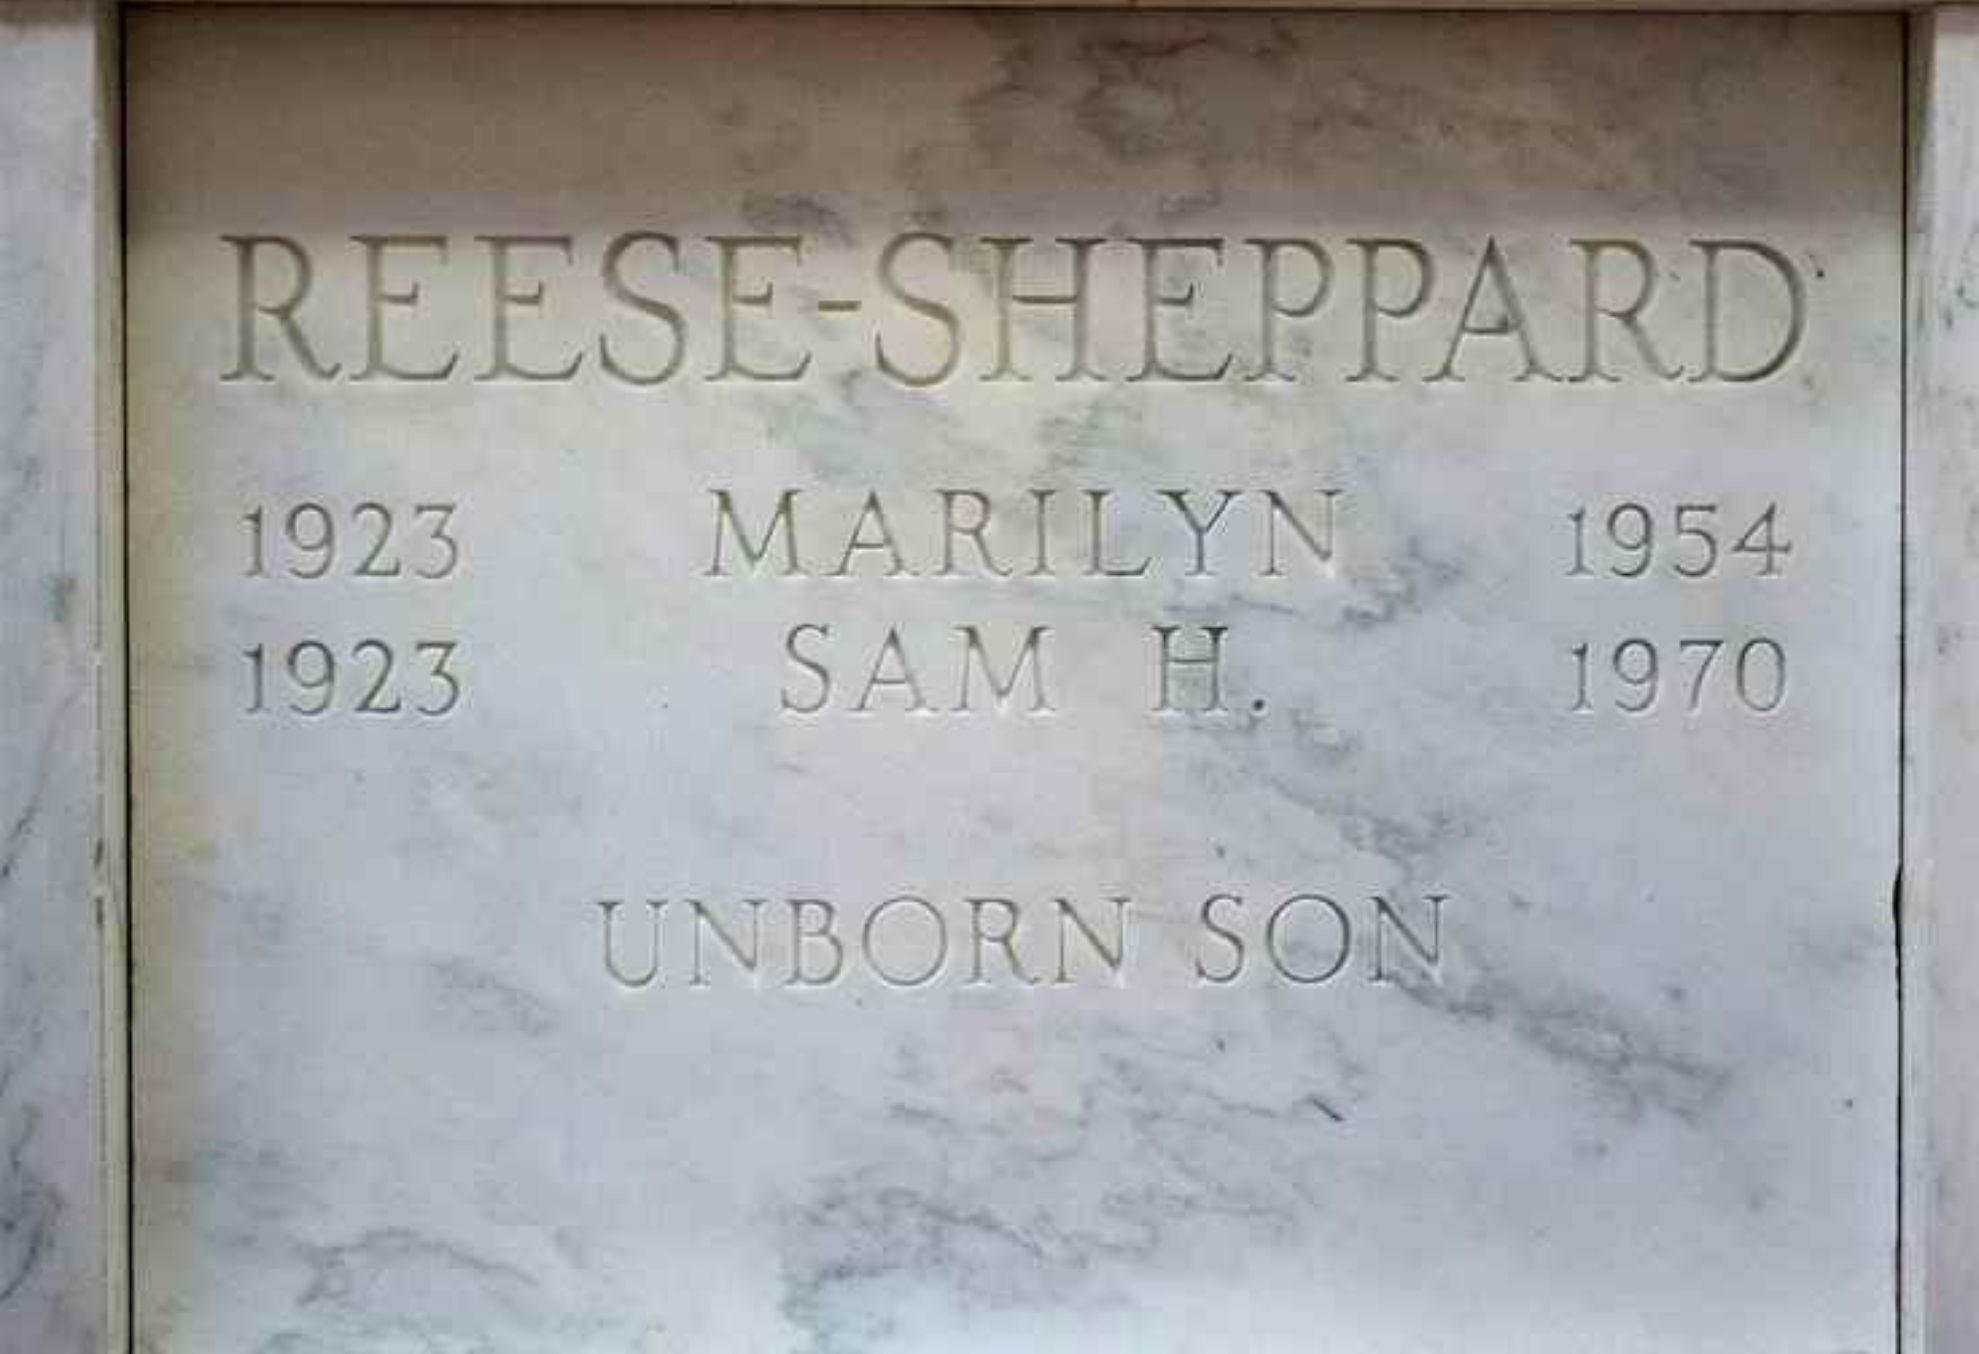 REESE-SHEPPARD
1923 MARILYN 1954
1923 SAM H. 1970
UNBORN SON